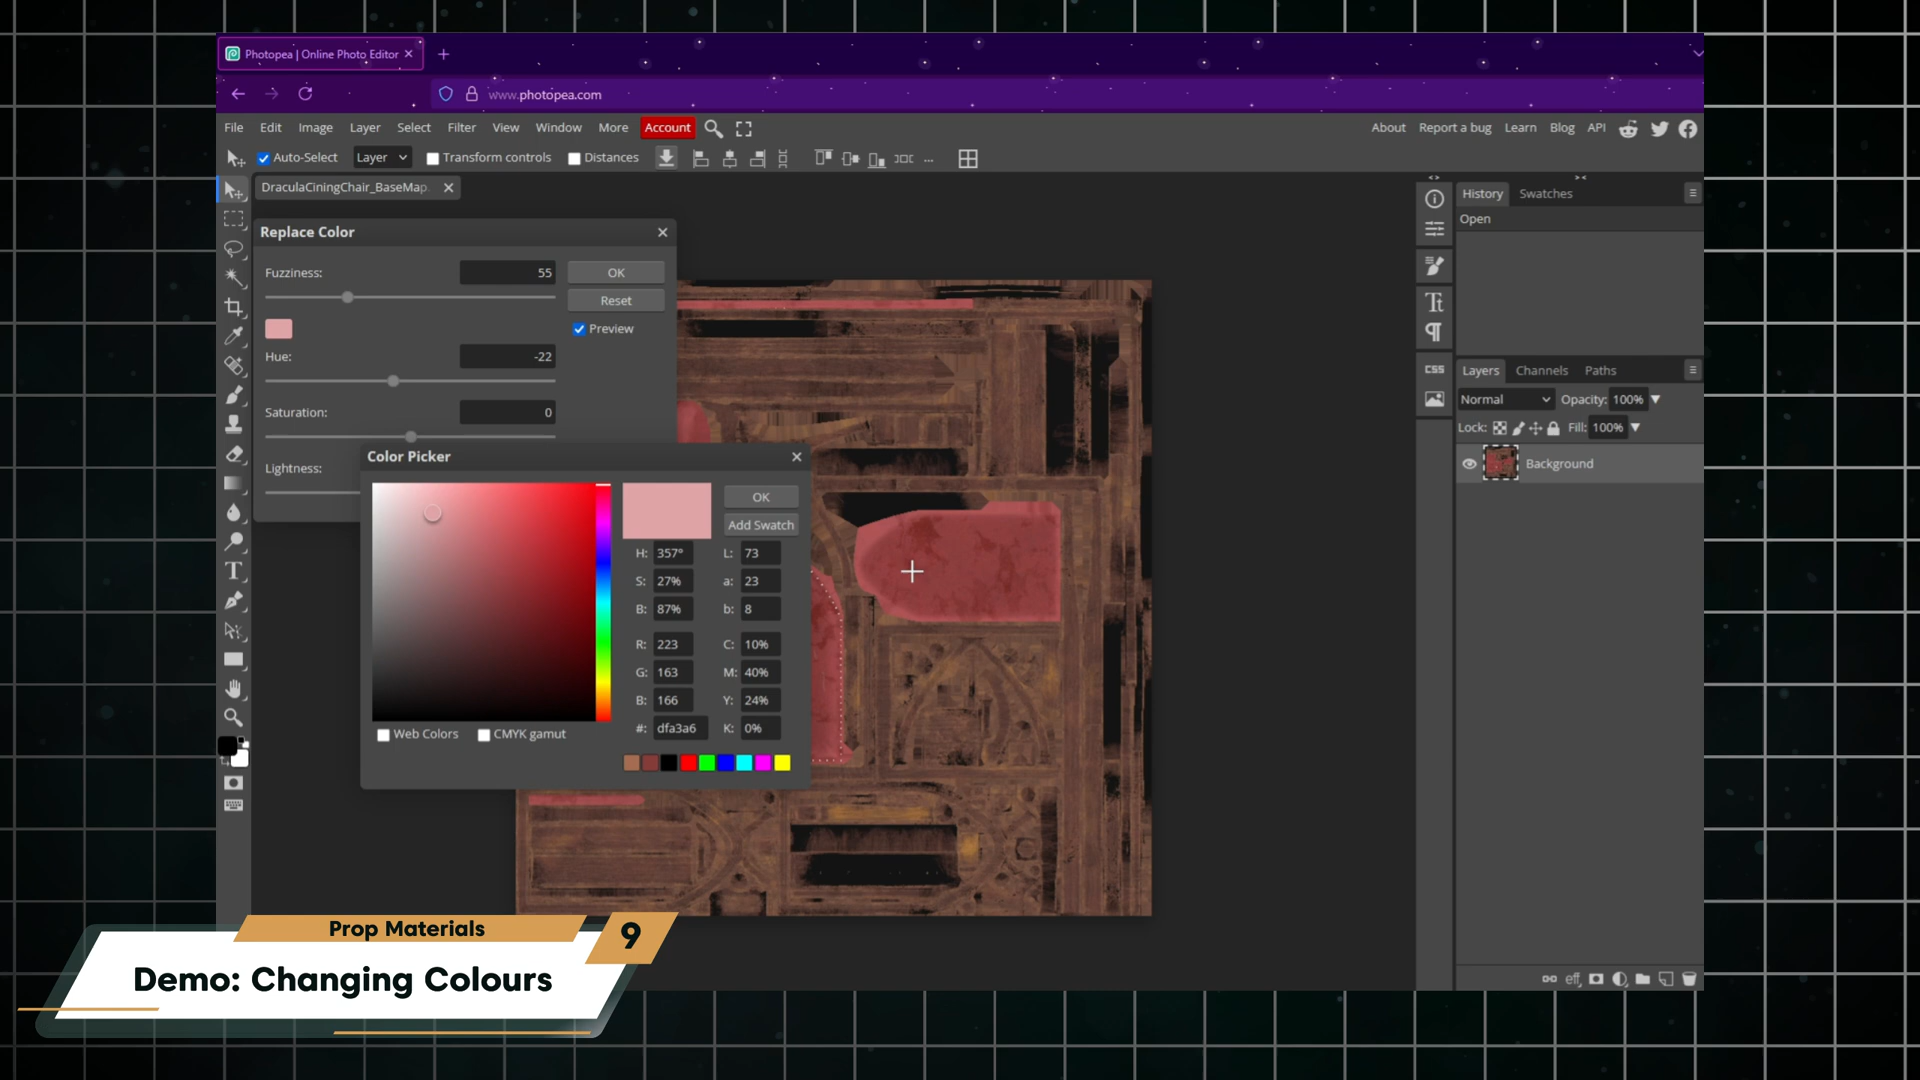 Photopea | Online Photo Editor
www.photopea.com
File Edit Image Layer Select Filter View Window More Account
About Report a bug Learn Blog API
Auto-Select Layer Transform controls Distances
DraculaCiningChair_BaseMap.
History Swatches
Open
Replace Color
Fuzziness: 55 OK
Reset
Preview
Hue: -22
Saturation: 0
Lightness:
Color Picker
OK
Add Swatch
H: 357° L: 73
S: 27% a: 23
B: 87% b: 8
R: 223 C: 10%
G: 163 M: 40%
B: 166 Y: 24%
#: dfa3a6 K: 0%
Web Colors CMYK gamut
CSS
Layers Channels Paths
Normal Opacity: 100%
Lock: Fill: 100%
Background
eff
Prop Materials
9
Demo: Changing Colours